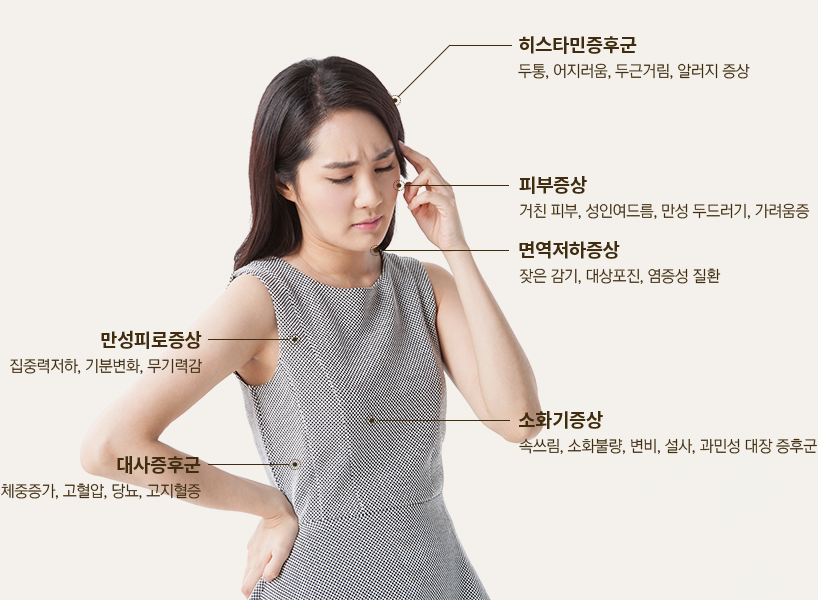 히스타민증후군
두통, 어지러움, 두근거림, 알러지 증상
피부증상
거친 피부, 성인여드름, 만성 두드러기, 가려움증
면역저하증상
잦은 감기, 대상포진, 염증성 질환
만성피로증상
집중력저하, 기분변화, 무기력감
소화기증상
속쓰림, 소화불량, 변비, 설사, 과민성 대장 증후군
대사증후군
체중증가, 고혈압, 당뇨, 고지혈증